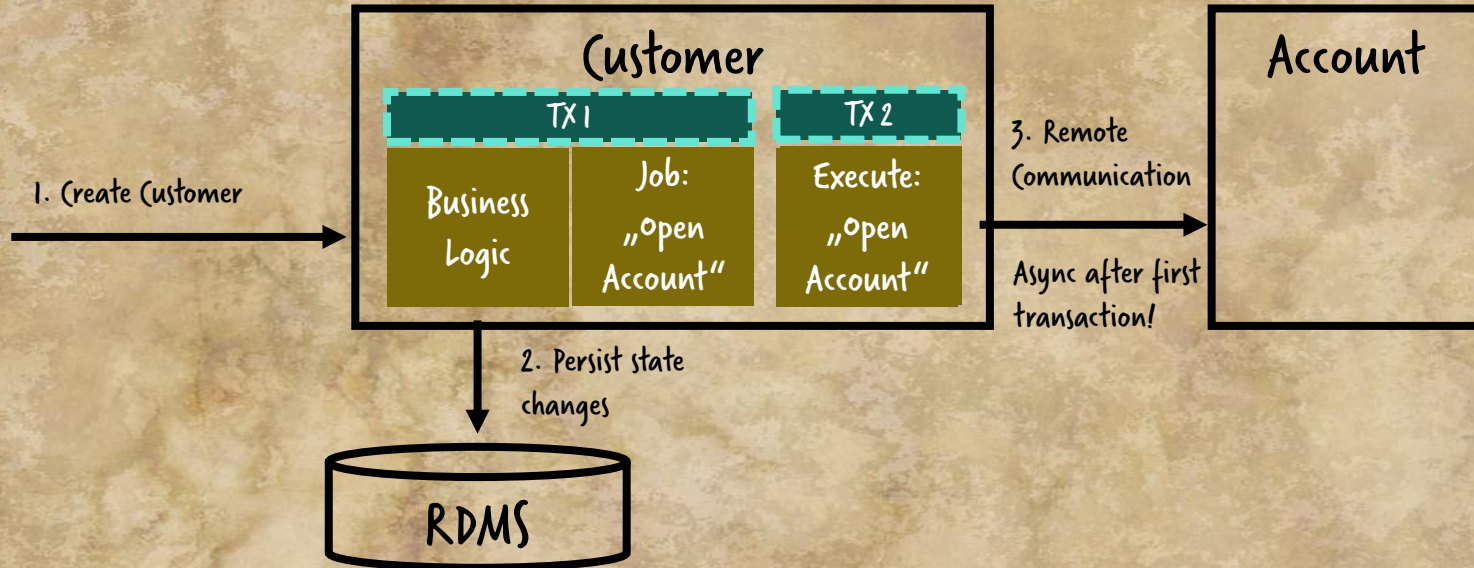 Customer
Account
TX 1
TX 2
1. Create Customer
Business
Logic
Job:
„Open
Account“
Execute:
„Open
Account“
3. Remote
Communication
Async after first
transaction!
2. Persist state
changes
RDMS